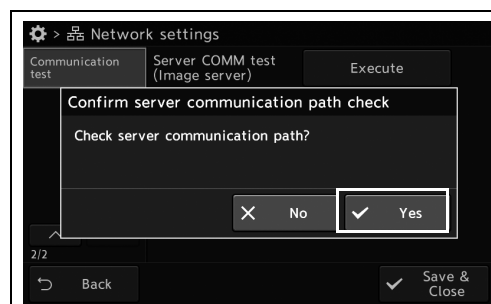 > Network settings
Communication
test
Server COMM test
(Image server)
Execute
Confirm server communication path check
Check server communication path?
No
Yes
2/2
Back
Save &
Close